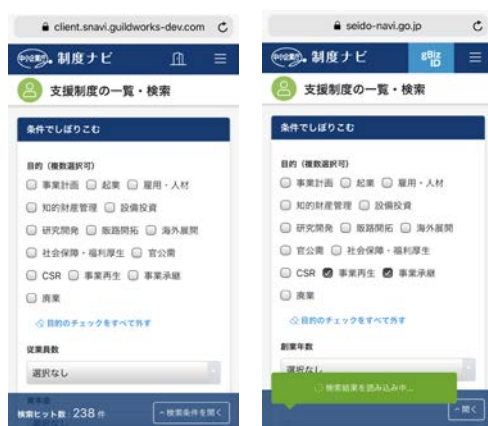 client.snavi.guildworks-dev.com
中小企業庁 制度ナビ
支援制度の一覧・検索
条件でしぼりこむ
目的（複数選択可）
事業計画 起業 雇用・人材
知的財産管理 設備投資
研究開発 販路開拓 海外展開
社会保障・福利厚生 官公需
CSR 事業再生 事業承継
廃業
目的のチェックをすべて外す
従業員数
選択なし
検索ヒット数：238 件
^検索条件を開く
seido-navi.go.jp
中小企業庁 制度ナビ
gBiz
ID
支援制度の一覧・検索
条件でしぼりこむ
目的（複数選択可）
事業計画 起業 雇用・人材
知的財産管理 設備投資
研究開発 販路開拓 海外展開
官公需 社会保障・福利厚生
CSR 事業再生 事業承継
廃業
目的のチェックをすべて外す
創業年数
選択なし
検索結果を読み込み中...
^開く